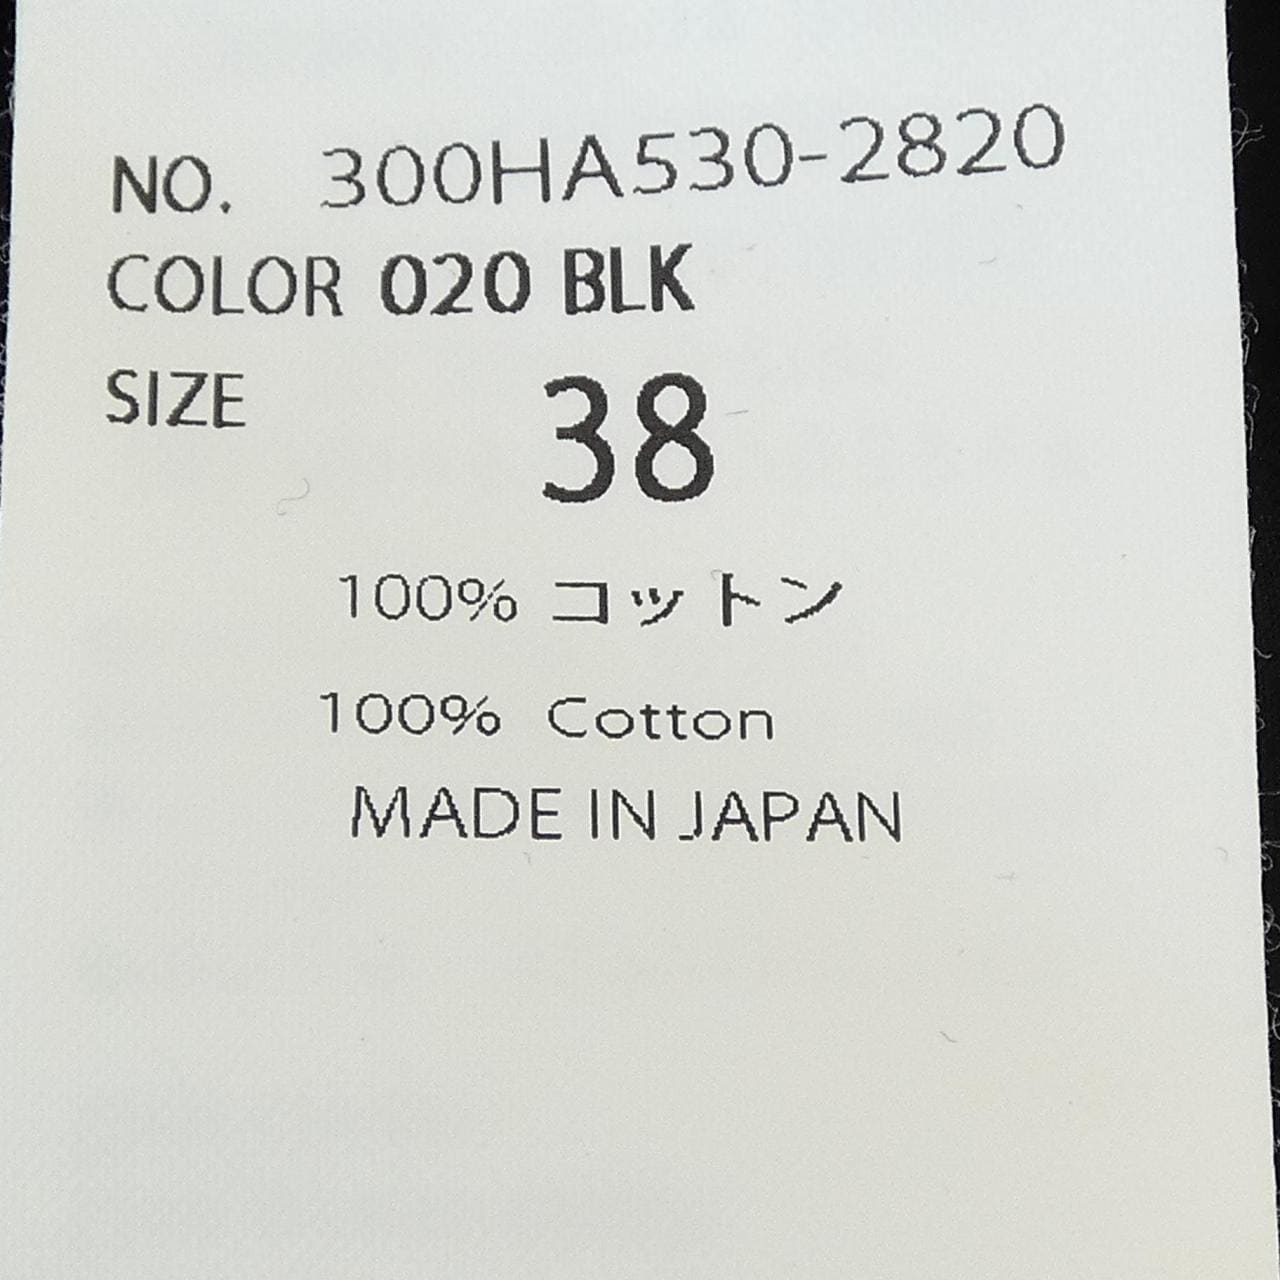 NO. 300HA530-2820
COLOR 020 BLK
SIZE 38
100% コットン
100% Cotton
MADE IN JAPAN